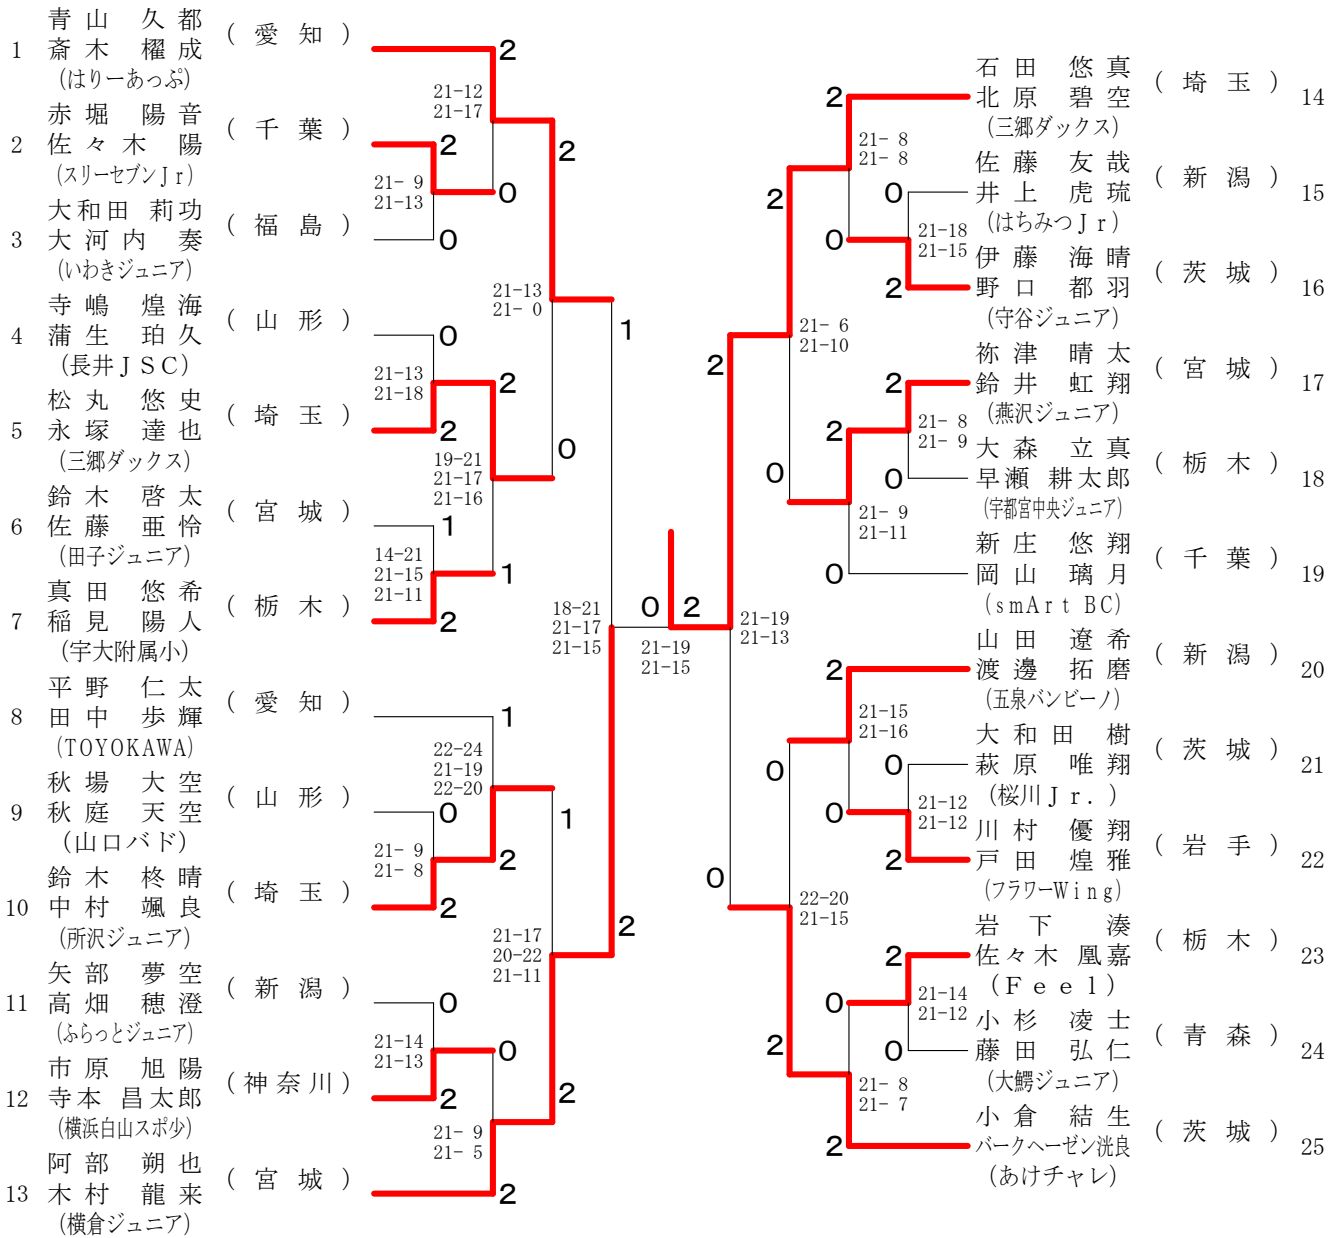 青山 久都
1 斎木 櫂成 (愛知)
(はりーあっぷ)
赤堀 陽音
2 佐々木 陽 (千葉)
(スリーセブンJr)
大和田 莉功
3 大河内 奏 (福島)
(いわきジュニア)
寺嶋 煌海
4 蒲生 珀久 (山形)
(長井JSC)
松丸 悠史
5 永塚 達也 (埼玉)
(三郷ダックス)
鈴木 啓太
6 佐藤 亜怜 (宮城)
(田子ジュニア)
真田 悠希
7 稲見 陽人 (栃木)
(宇大附属小)
平野 仁太
8 田中 歩輝 (愛知)
(TOYOKAWA)
秋場 大空
9 秋庭 天空 (山形)
(山口バド)
鈴木 柊晴
10 中村 颯良 (埼玉)
(所沢ジュニア)
矢部 夢空
11 高畑 穂澄 (新潟)
(ふらっとジュニア)
市原 旭陽
12 寺本 昌太郎 (神奈川)
(横浜白山スポ少)
阿部 朔也
13 木村 龍来 (宮城)
(横倉ジュニア)
2
21-12
21-17
2
21- 9
21-13
0
0
2
0
21-13
21-18
2
2
19-21
21-17
21-16
1
14-21
21-15
21-11
2
1
21-13
21- 0
0
1
1
22-24
21-19
22-20
0
21- 9
21- 8
2
2
1
21-17
20-22
21-11
0
21-14
21-13
2
0
21- 9
21- 5
2
2
2
18-21
21-17
21-15
0 2
21-19
21-15
2
21-19
21-13
0
2
21- 6
21-10
0
2
21- 8
21- 8
0
0
21-18
21-15
2
2
21- 8
21- 9
0
2
21- 9
21-11
0
2
21-15
21-16
0
0
21-12
21-12
2
0
22-20
21-15
2
2
21-14
21-12
0
0
21- 8
21- 7
2
石田 悠真
北原 碧空 (埼玉) 14
(三郷ダックス)
佐藤 友哉
井上 虎琉 (新潟) 15
(はちみつJr)
伊藤 海晴
野口 都羽 (茨城) 16
(守谷ジュニア)
祢津 晴太
鈴井 虹翔 (宮城) 17
(燕沢ジュニア)
大森 立真
早瀬 耕太郎 (栃木) 18
(宇都宮中央ジュニア)
新庄 悠翔
岡山 璃月 (千葉) 19
(smArt BC)
山田 遼希
渡邊 拓磨 (新潟) 20
(五泉バンビーノ)
大和田 樹
萩原 唯翔 (茨城) 21
(桜川Jr.)
川村 優翔
戸田 煌雅 (岩手) 22
(フラワーWing)
岩下 湊
佐々木 凰嘉 (栃木) 23
(Feel)
小杉 凌士
藤田 弘仁 (青森) 24
(大鰐ジュニア)
小倉 結生
バークヘーゼン洸良 (茨城) 25
(あけチャレ)